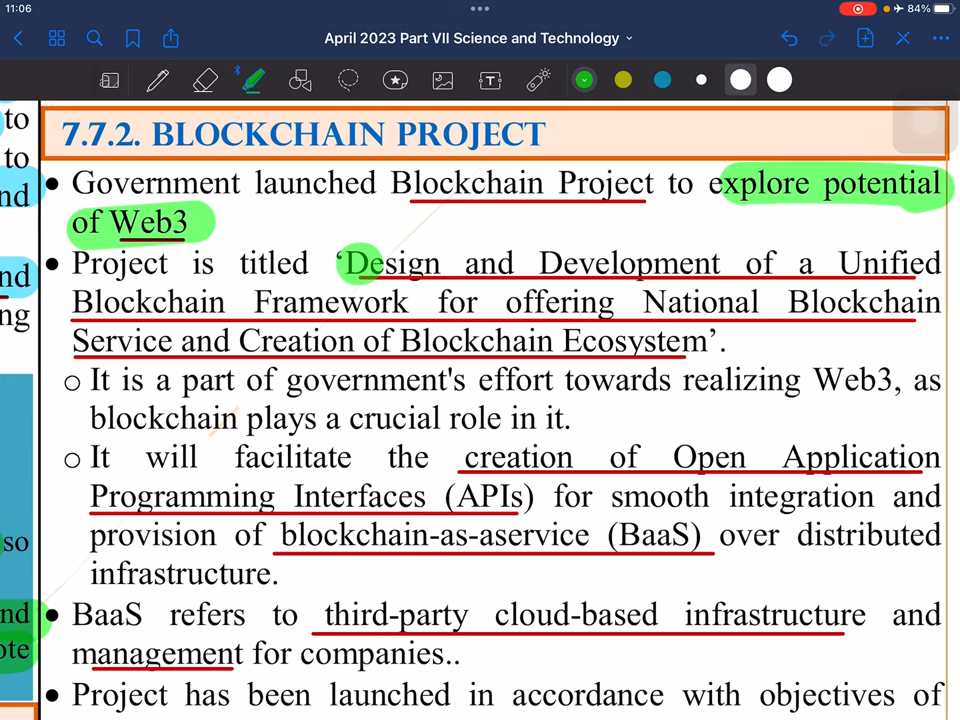 11:06
84%
April 2023 Part VII Science and Technology
to
to
nd
nd
ng
so
nd
ote
7.7.2. BLOCKCHAIN PROJECT
• Government launched Blockchain Project to explore potential
of Web3
• Project is titled ‘Design and Development of a Unified
Blockchain Framework for offering National Blockchain
Service and Creation of Blockchain Ecosystem’.
o It is a part of government's effort towards realizing Web3, as
blockchain plays a crucial role in it.
o It will facilitate the creation of Open Application
Programming Interfaces (APIs) for smooth integration and
provision of blockchain-as-aservice (BaaS) over distributed
infrastructure.
• BaaS refers to third-party cloud-based infrastructure and
management for companies..
• Project has been launched in accordance with objectives of